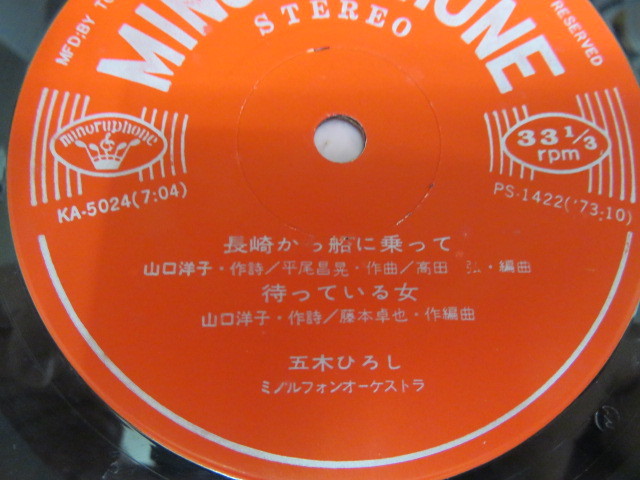 STEREO
minoruphone
33 1/3
rpm
KA-5024(7:04)
PS-1422('73:10)
長崎から船に乗って
山口洋子・作詩/平尾昌晃・作曲/高田 弘・編曲
待っている女
山口洋子・作詩/藤本卓也・作編曲
五木ひろし
ミノルフォンオーケストラ